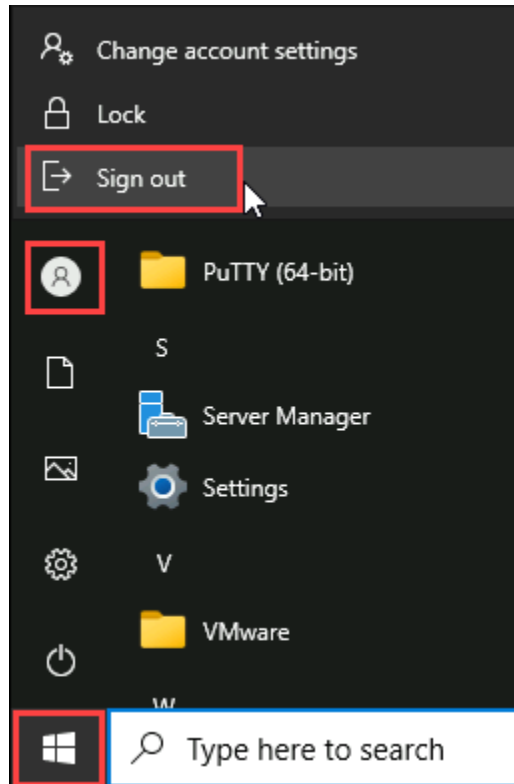 Change account settings
Lock
Sign out
PuTTY (64-bit)
S
Server Manager
Settings
V
VMware
W
Type here to search